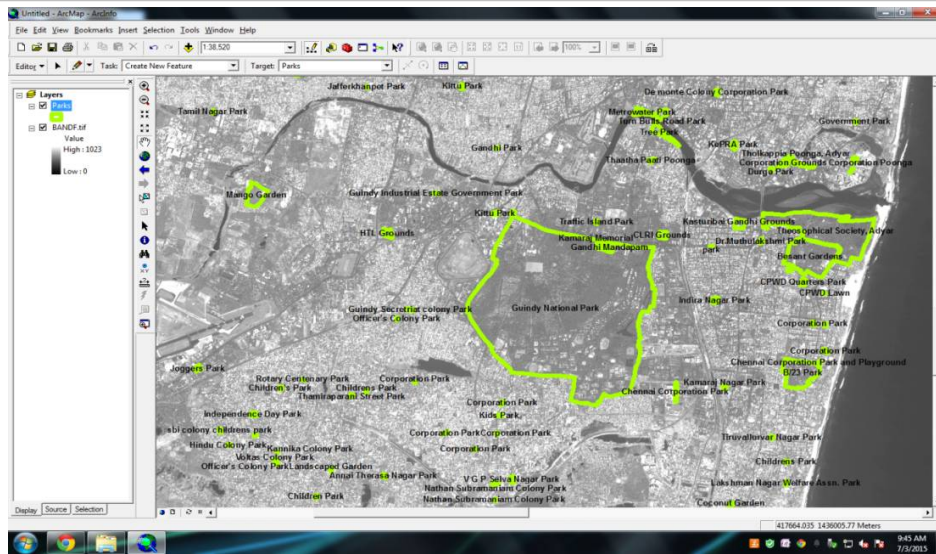 Untitled - ArcMap - ArcInfo
File Edit View Bookmarks Insert Selection Tools Window Help
1:38,520
100%
Editor Task: Create New Feature Target: Parks
Layers
Parks
BANDF.tif
Value
High : 1023
Low : 0
Jafferkhanpet Park
Kittu Park
De monte Colony Corporation Park
Tamil Nagar Park
Metrowater Park
Turn Bulls Road Park
Government Park
Tree Park
Gandhi Park
KoPRA Park
Tholkappia Poonga, Adyar
Thaatha Paati Poonga
Corporation Grounds Corporation Poonga
Durga Park
Mango Garden
Guindy Industrial Estate Government Park
Kittu Park
Traffic Island Park
Kasturibai Gandhi Grounds
HTL Grounds
Kamaraj Memorial
CLRI Grounds
Theosophical Society, Adyar
Gandhi Mandapam
park
Dr.Muthulakshmi Park
Besant Gardens
CPWD Quarters Park
CPWD Lawn
Indira Nagar Park
Guindy Secretriat colony Park
Guindy National Park
Officer's Colony Park
Corporation Park
Corporation Park
Joggers Park
Chennai Corporation Park and Playground
B/23 Park
Rotary Centenary Park
Corporation Park
Children's Park
Childrens Park
Kamaraj Nagar Park
Thamiraparani Street Park
Chennai Corporation Park
Corporation Park
Independence Day Park
Kids Park
sbi colony childrens park
Corporation Park Corporation Park
Thiruvalluvar Nagar Park
Hindu Colony Park
Kannika Colony Park
Corporation Park
Voltas Colony Park
Officer's Colony Park Landscaped Garden
Childrens Park
Annai Therasa Nagar Park
V G P Selva Nagar Park
Lakshman Nagar Welfare Assn. Park
Nathan Subramaniam Colony Park
Children Park
Nathan Subramaniam Colony Park
Coconut Garden
Display Source Selection
417664.035 1436005.77 Meters
9:45 AM
7/3/2015